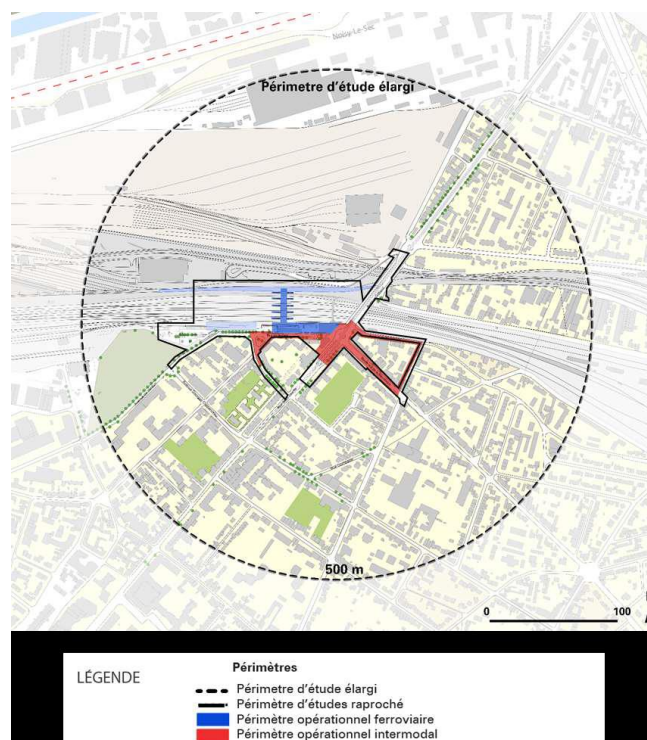 Noisy Le Sec
Périmetre d'étude élargi
500 m
0 100
LÉGENDE
Périmètres
Périmetre d'étude élargi
Périmètre d'études raproché
Périmètre opérationnel ferroviaire
Périmètre opérationnel intermodal